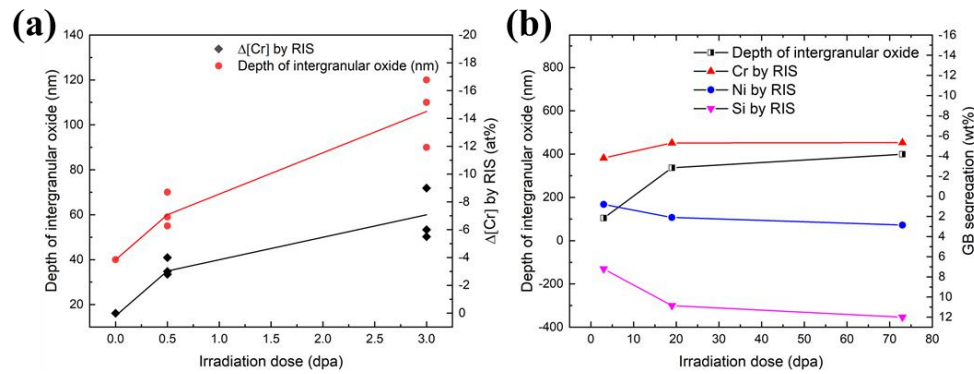 (a)
Δ[Cr] by RIS
Depth of intergranular oxide (nm)
Depth of intergranular oxide (nm)
140
120
100
80
60
40
20
-20
-18
-16
-14
-12
-10
-8
-6
-4
-2
0
Δ[Cr] by RIS (at%)
0.0 0.5 1.0 1.5 2.0 2.5 3.0
Irradiation dose (dpa)
(b)
Depth of intergranular oxide
Cr by RIS
Ni by RIS
Si by RIS
Depth of intergranular oxide (nm)
800
600
400
200
0
-200
-400
-16
-14
-12
-10
-8
-6
-4
-2
0
2
4
6
8
10
12
GB segregation (wt%)
0 10 20 30 40 50 60 70 80
Irradiation dose (dpa)